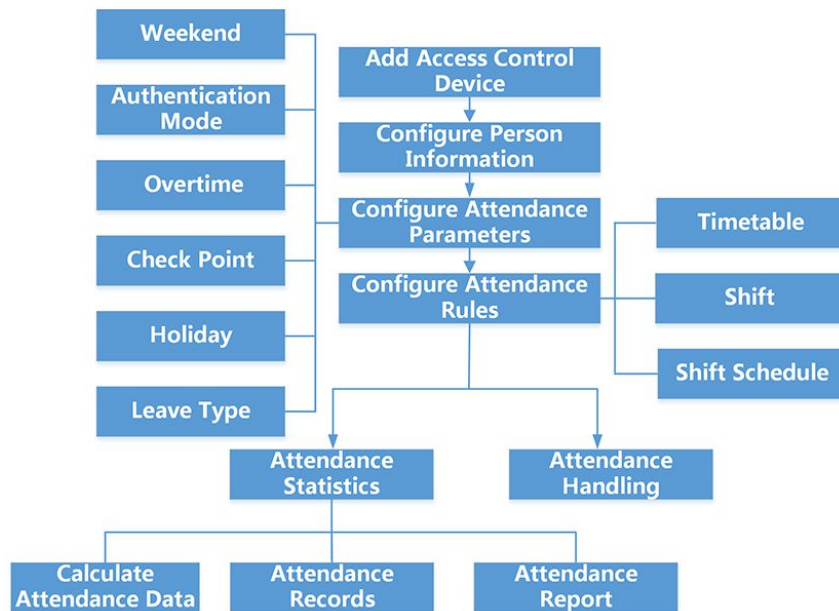 Weekend
Authentication
Mode
Overtime
Check Point
Holiday
Leave Type
Add Access Control
Device
Configure Person
Information
Configure Attendance
Parameters
Configure Attendance
Rules
Timetable
Shift
Shift Schedule
Attendance
Statistics
Attendance
Handling
Calculate
Attendance Data
Attendance
Records
Attendance
Report